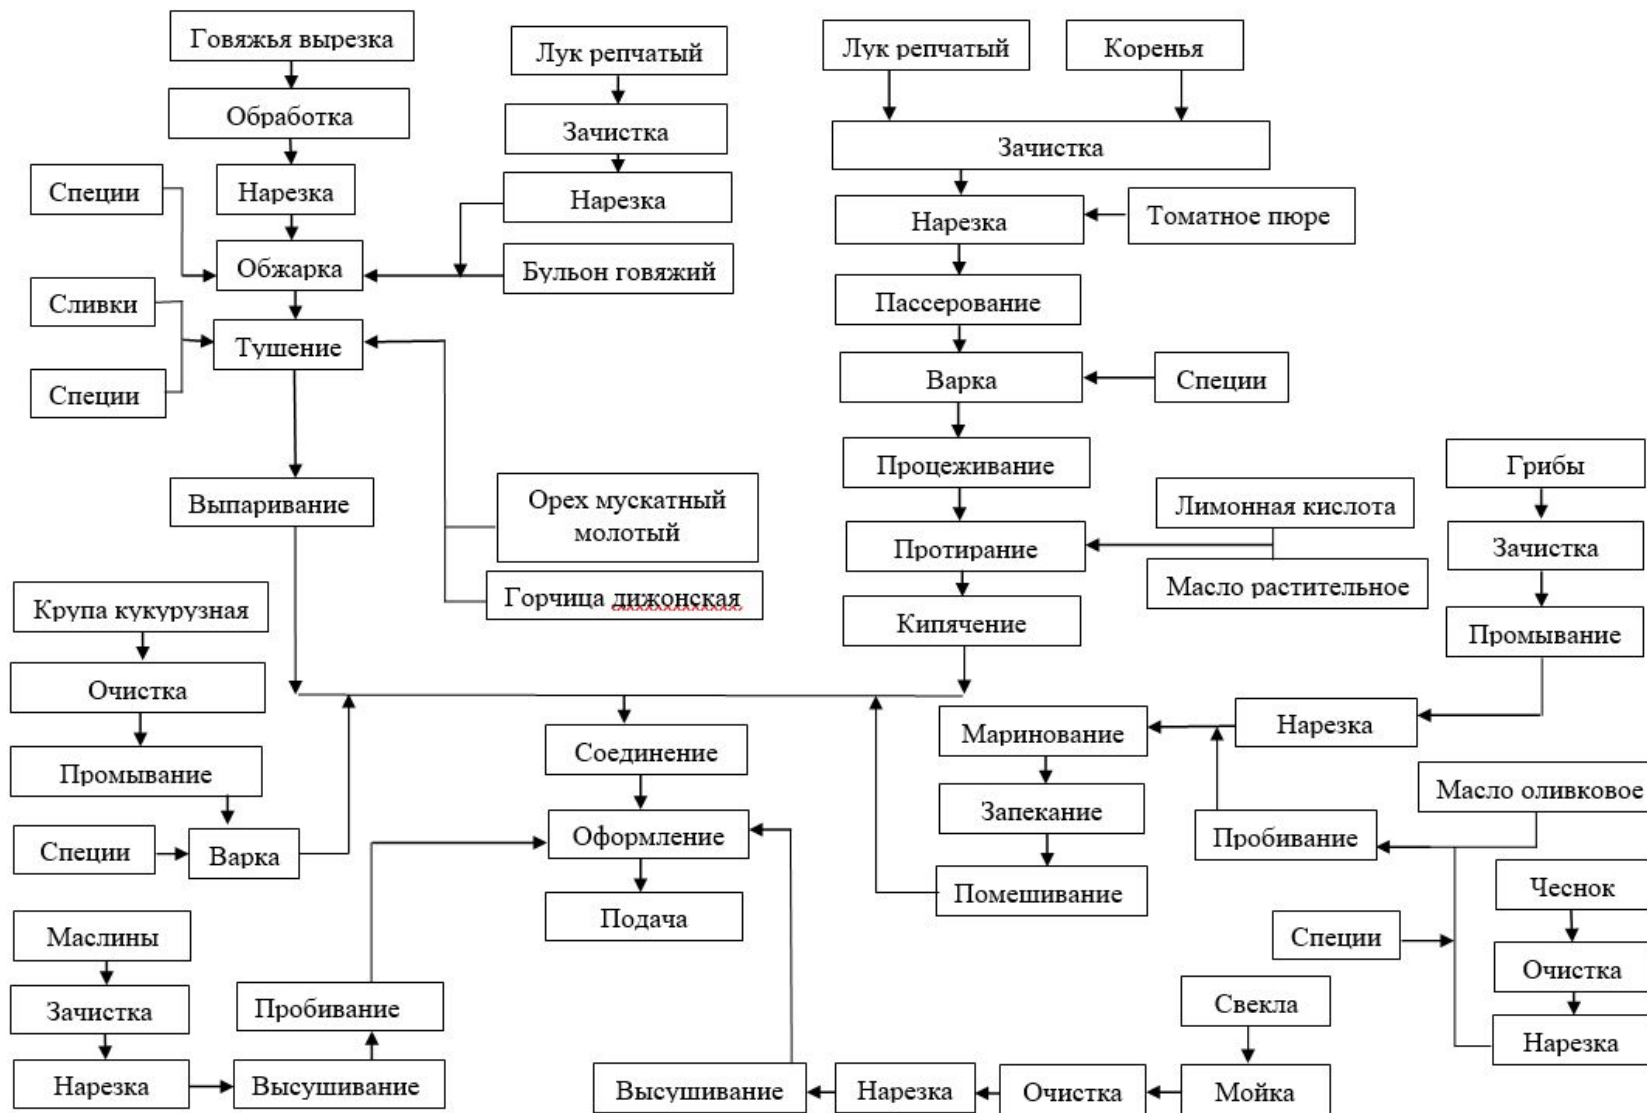 Говяжья вырезка
Лук репчатый
Лук репчатый
Коренья
Обработка
Зачистка
Зачистка
Специи
Нарезка
Нарезка
Нарезка
Томатное пюре
Обжарка
Бульон говяжий
Сливки
Пассерование
Тушение
Специи
Варка
Специи
Процеживание
Грибы
Выпаривание
Орех мускатный
молотый
Лимонная кислота
Протирание
Зачистка
Крупа кукурузная
Горчица дижонская
Масло растительное
Кипячение
Промывание
Очистка
Соединение
Маринование
Нарезка
Промывание
Запекание
Масло оливковое
Специи
Варка
Оформление
Пробивание
Помешивание
Чеснок
Подача
Маслины
Специи
Очистка
Зачистка
Пробивание
Свекла
Нарезка
Нарезка
Высушивание
Высушивание
Нарезка
Очистка
Мойка